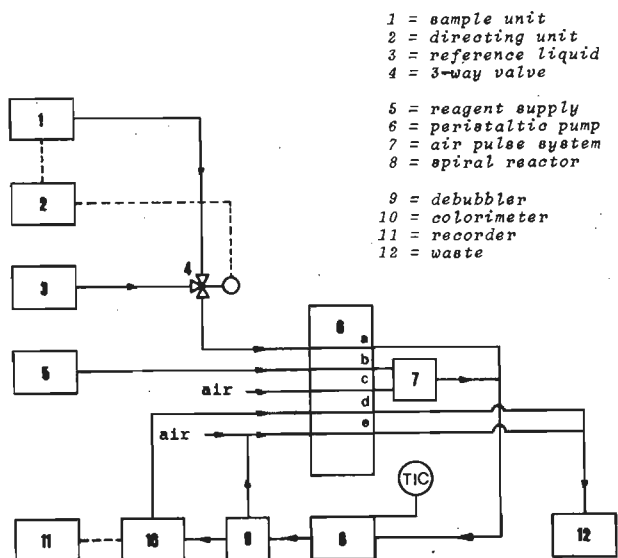 1 = sample unit
2 = directing unit
3 = reference liquid
4 = 3-way valve
5 = reagent supply
6 = peristaltic pump
7 = air pulse system
8 = spiral reactor
9 = debubbler
10 = colorimeter
11 = recorder
12 = waste
1
2
4
3
6
a
b
5
c
7
air
d
e
air
TIC
11
10
9
8
12